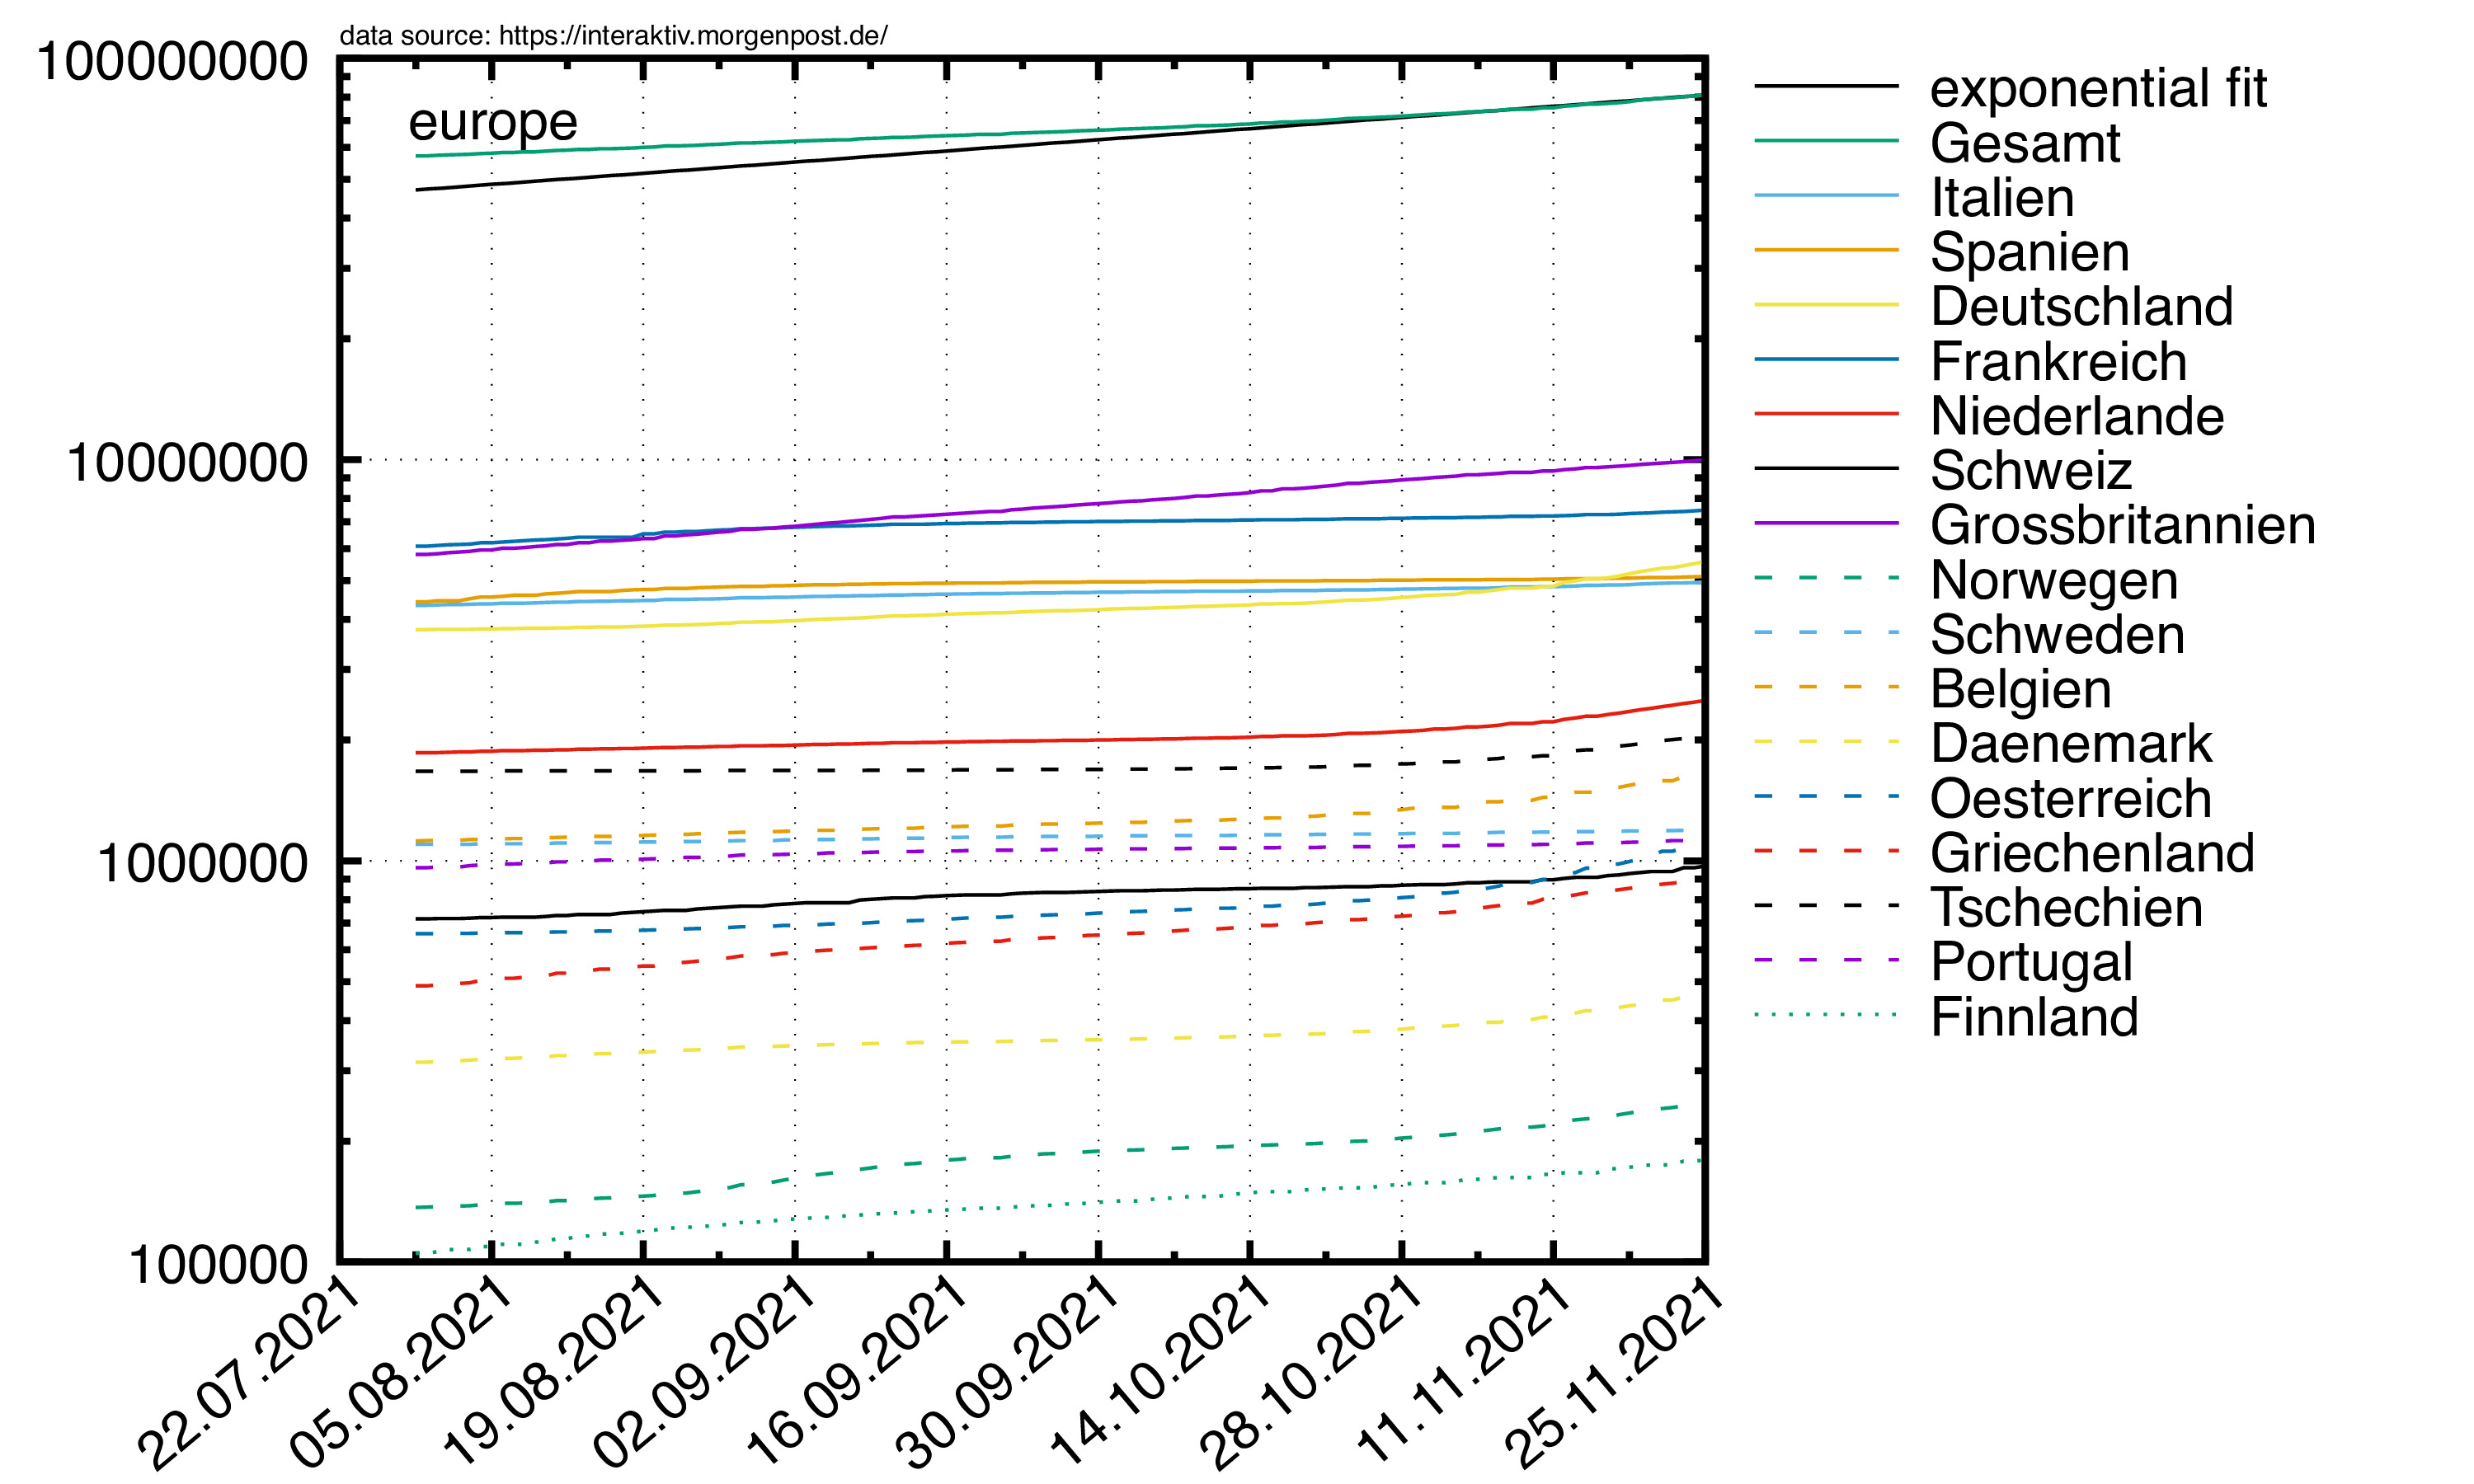 data source: https://interaktiv.morgenpost.de/
100000000
10000000
1000000
100000
europe
22.07.2021
05.08.2021
19.08.2021
02.09.2021
16.09.2021
30.09.2021
14.10.2021
28.10.2021
11.11.2021
25.11.2021
exponential fit
Gesamt
Italien
Spanien
Deutschland
Frankreich
Niederlande
Schweiz
Grossbritannien
Norwegen
Schweden
Belgien
Daenemark
Oesterreich
Griechenland
Tschechien
Portugal
Finnland